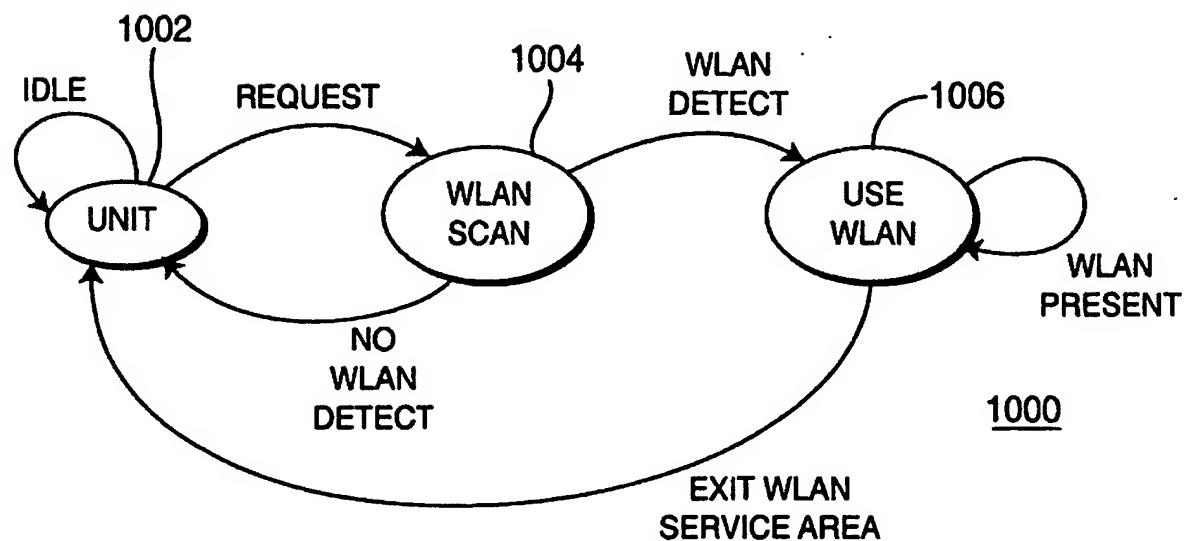 1002
1004
WLAN
DETECT
1006
IDLE
REQUEST
UNIT
WLAN
SCAN
USE
WLAN
WLAN
PRESENT
NO
WLAN
DETECT
1000
EXIT WLAN
SERVICE AREA